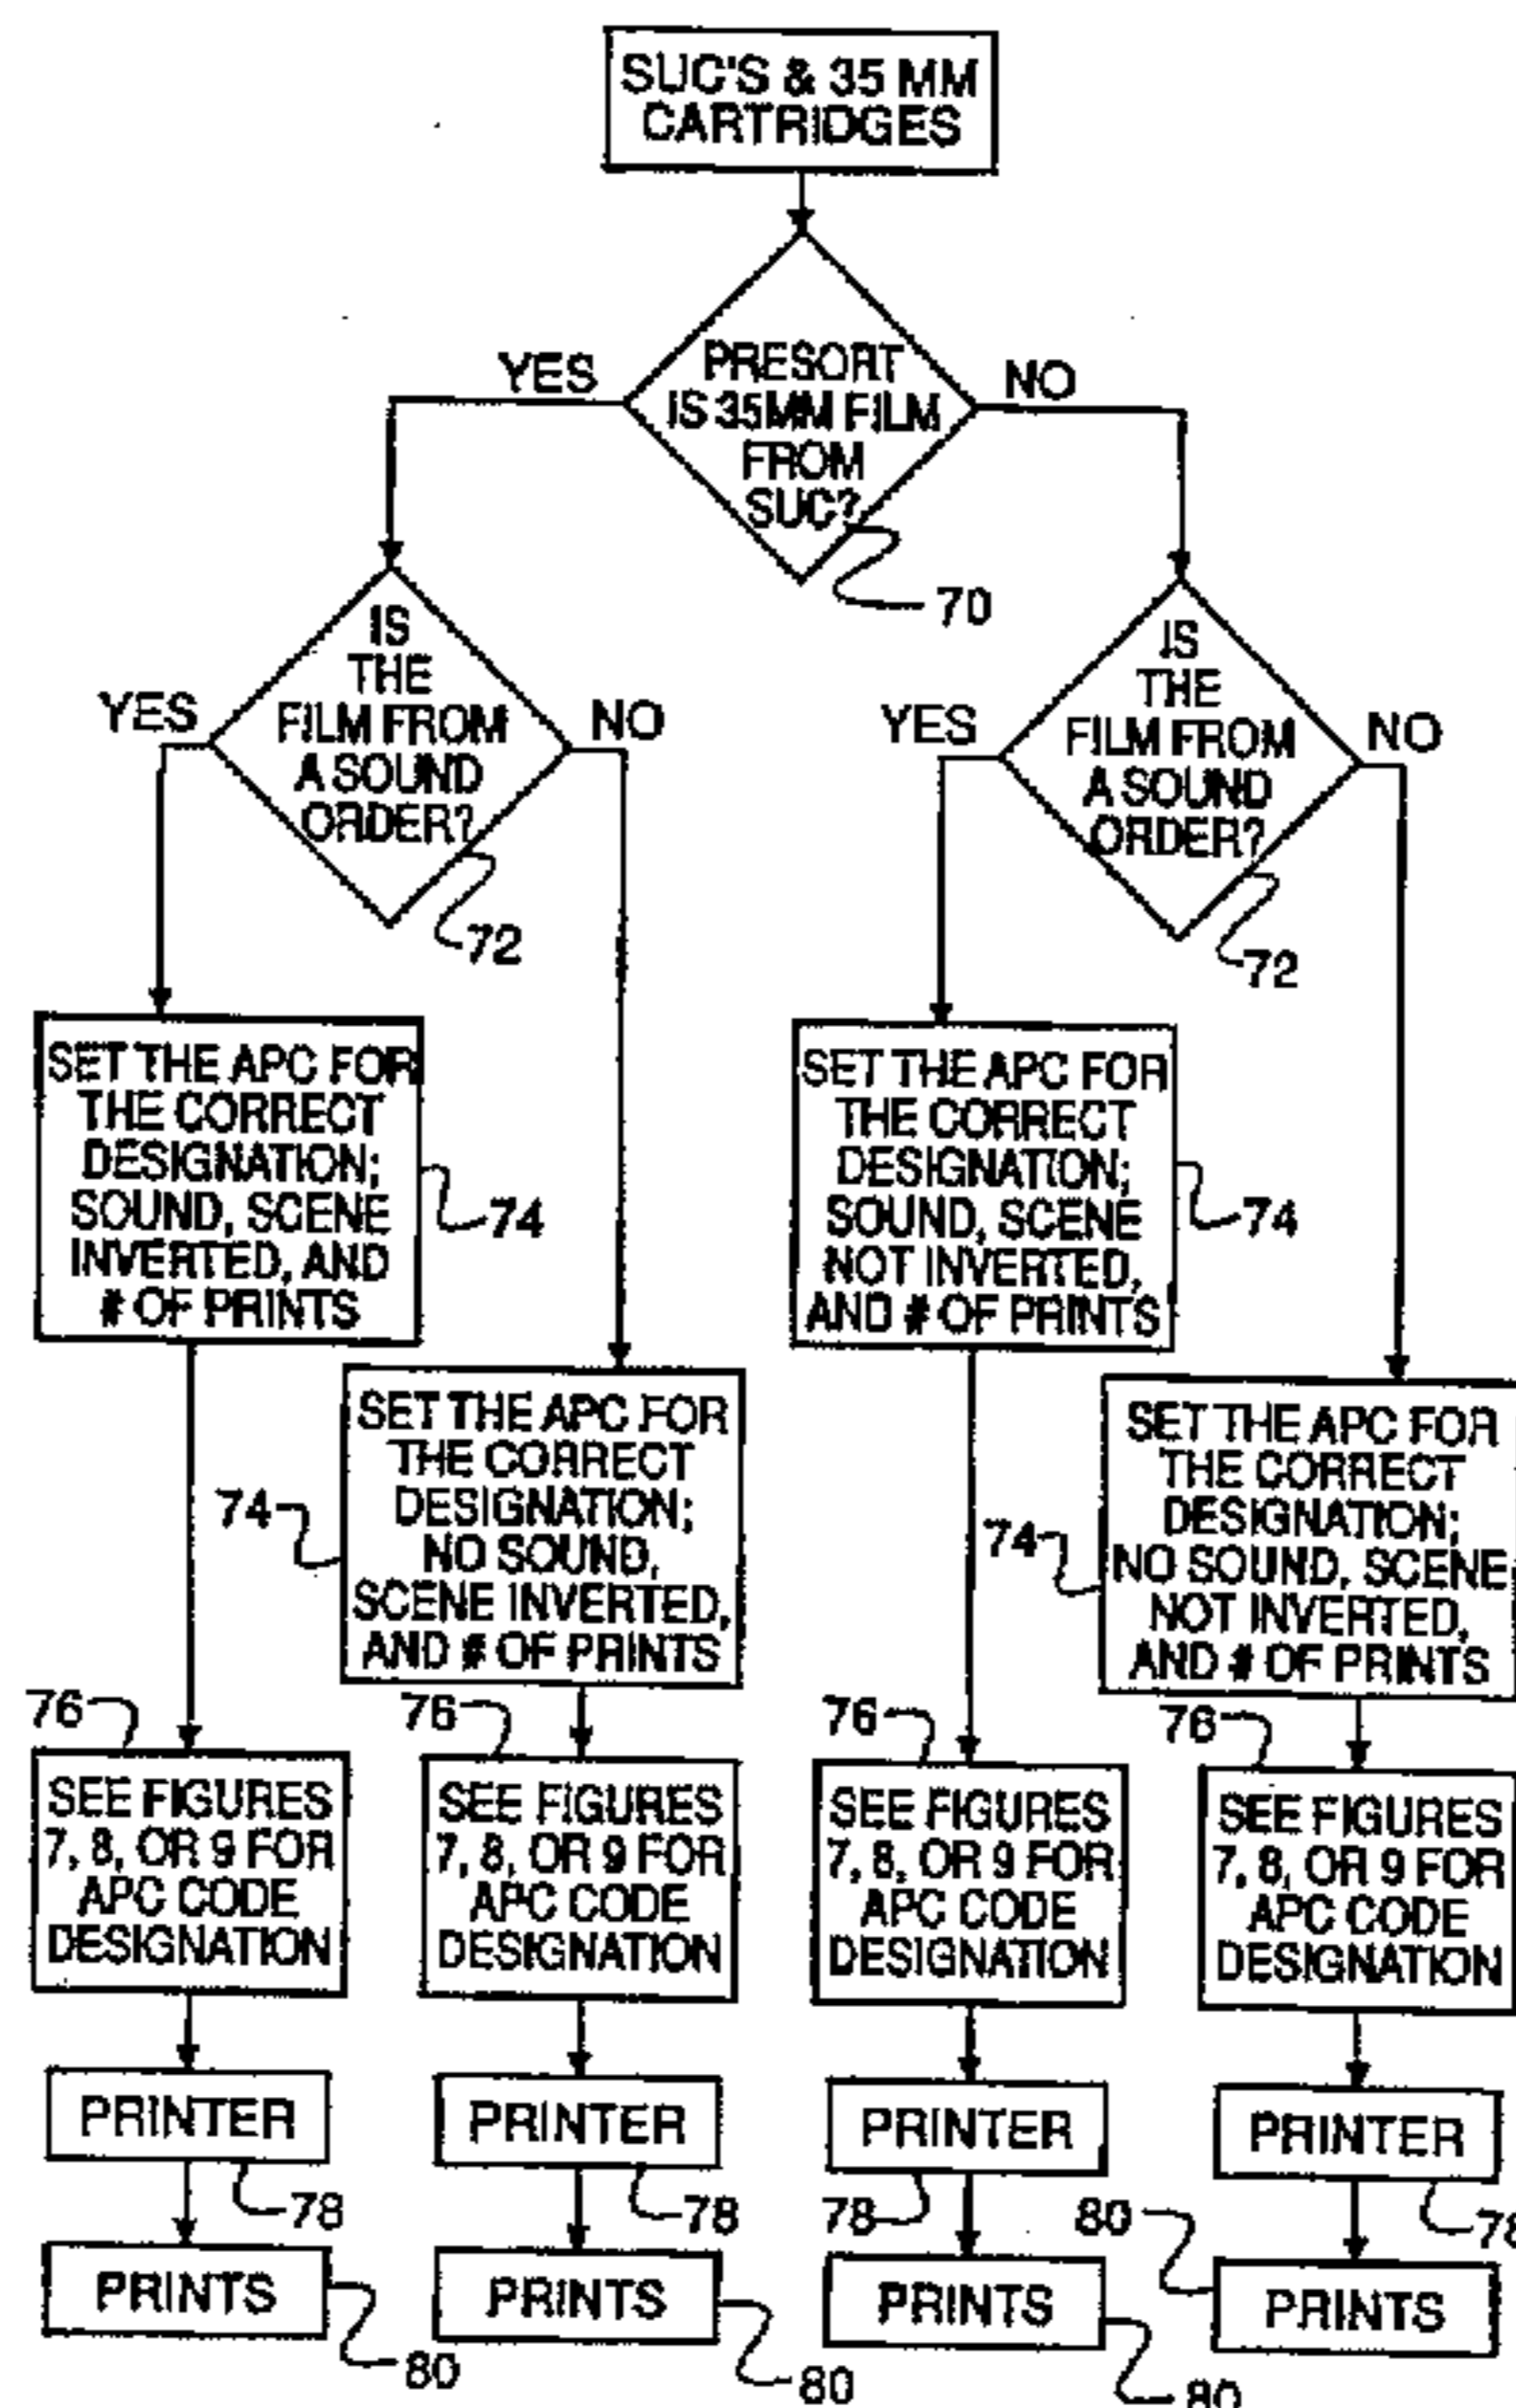 SUC'S & 35 MM
CARTRIDGES
YES
PRESORT
IS 35MM FILM
FROM
SUC?
NO
70
YES
IS
THE
FILM FROM
A SOUND
ORDER?
NO
72
YES
IS
THE
FILM FROM
A SOUND
ORDER?
NO
72
SET THE APC FOR
THE CORRECT
DESIGNATION;
SOUND, SCENE
INVERTED, AND
# OF PRINTS
74
SET THE APC FOR
THE CORRECT
DESIGNATION;
SOUND, SCENE
NOT INVERTED,
AND # OF PRINTS
74
SET THE APC FOR
THE CORRECT
DESIGNATION;
NO SOUND,
SCENE INVERTED,
AND # OF PRINTS
74
SET THE APC FOR
THE CORRECT
DESIGNATION;
NO SOUND, SCENE
NOT INVERTED,
AND # OF PRINTS
74
76
SEE FIGURES
7, 8, OR 9 FOR
APC CODE
DESIGNATION
76
SEE FIGURES
7, 8, OR 9 FOR
APC CODE
DESIGNATION
76
SEE FIGURES
7, 8, OR 9 FOR
APC CODE
DESIGNATION
76
SEE FIGURES
7, 8, OR 9 FOR
APC CODE
DESIGNATION
PRINTER
78
PRINTER
78
PRINTER
78
PRINTER
78
PRINTS
80
PRINTS
80
PRINTS
80
PRINTS
80